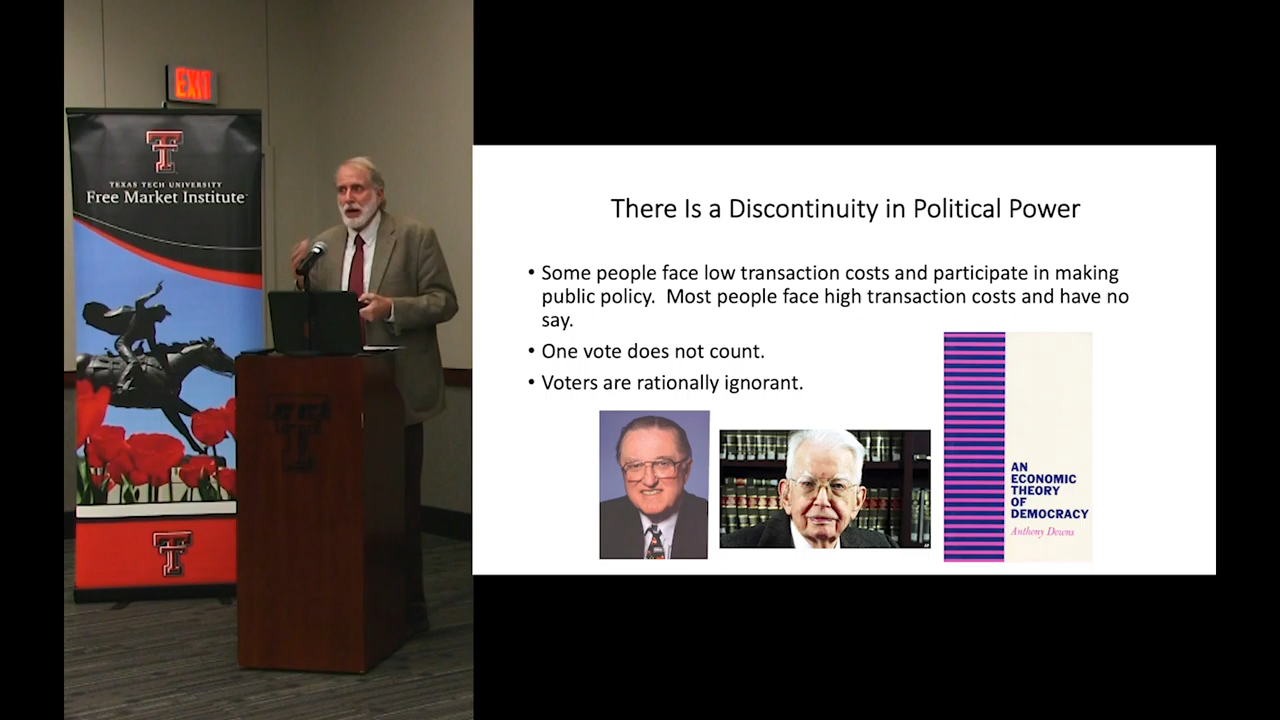 EXIT
TEXAS TECH UNIVERSITY
Free Market Institute
There Is a Discontinuity in Political Power
• Some people face low transaction costs and participate in making
public policy.  Most people face high transaction costs and have no
say.
• One vote does not count.
• Voters are rationally ignorant.
AN
ECONOMIC
THEORY
OF
DEMOCRACY
Anthony Downs